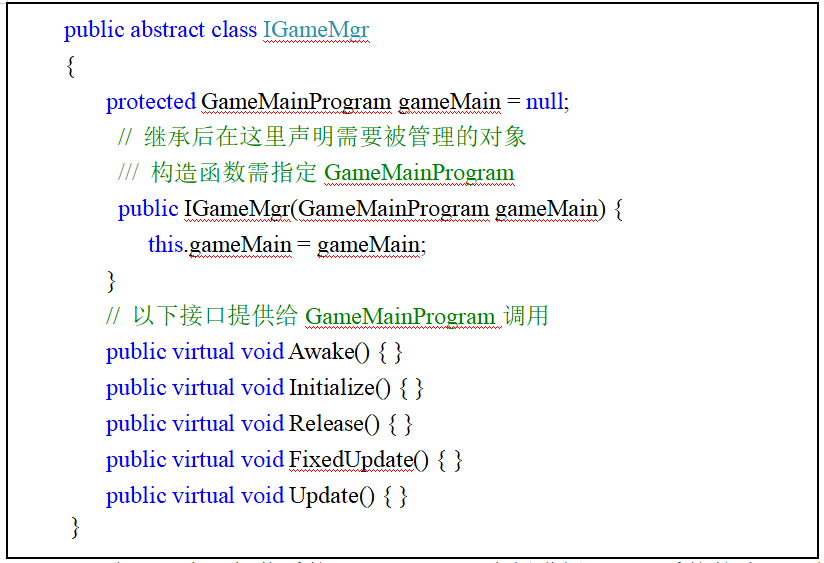 public abstract class IGameMgr
{
protected GameMainProgram gameMain = null;
// 继承后在这里声明需要被管理的对象
/// 构造函数需指定 GameMainProgram
public IGameMgr(GameMainProgram gameMain) {
this.gameMain = gameMain;
}
// 以下接口提供给 GameMainProgram 调用
public virtual void Awake() { }
public virtual void Initialize() { }
public virtual void Release() { }
public virtual void FixedUpdate() { }
public virtual void Update() { }
}